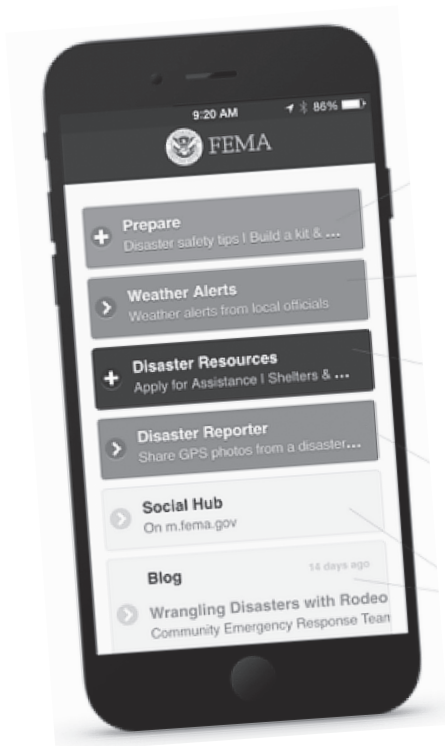 9:20 AM 86%
FEMA
Prepare
Disaster safety tips | Build a kit & ...
Weather Alerts
Weather alerts from local officials
Disaster Resources
Apply for Assistance | Shelters & ...
Disaster Reporter
Share GPS photos from a disaster...
Social Hub
On m.fema.gov
Blog 14 days ago
Wrangling Disasters with Rodeo
Community Emergency Response Tean